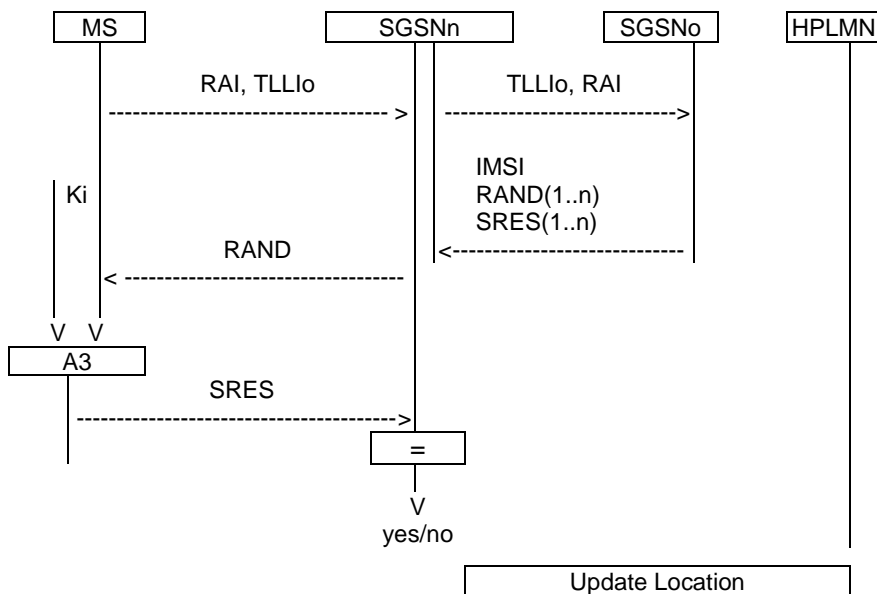 MS SGSNn SGSNo HPLMN
RAI, TLLIo TLLIo, RAI
IMSI
Ki RAND(1..n)
SRES(1..n)
RAND
V V
A3
SRES
=
V
yes/no
Update Location